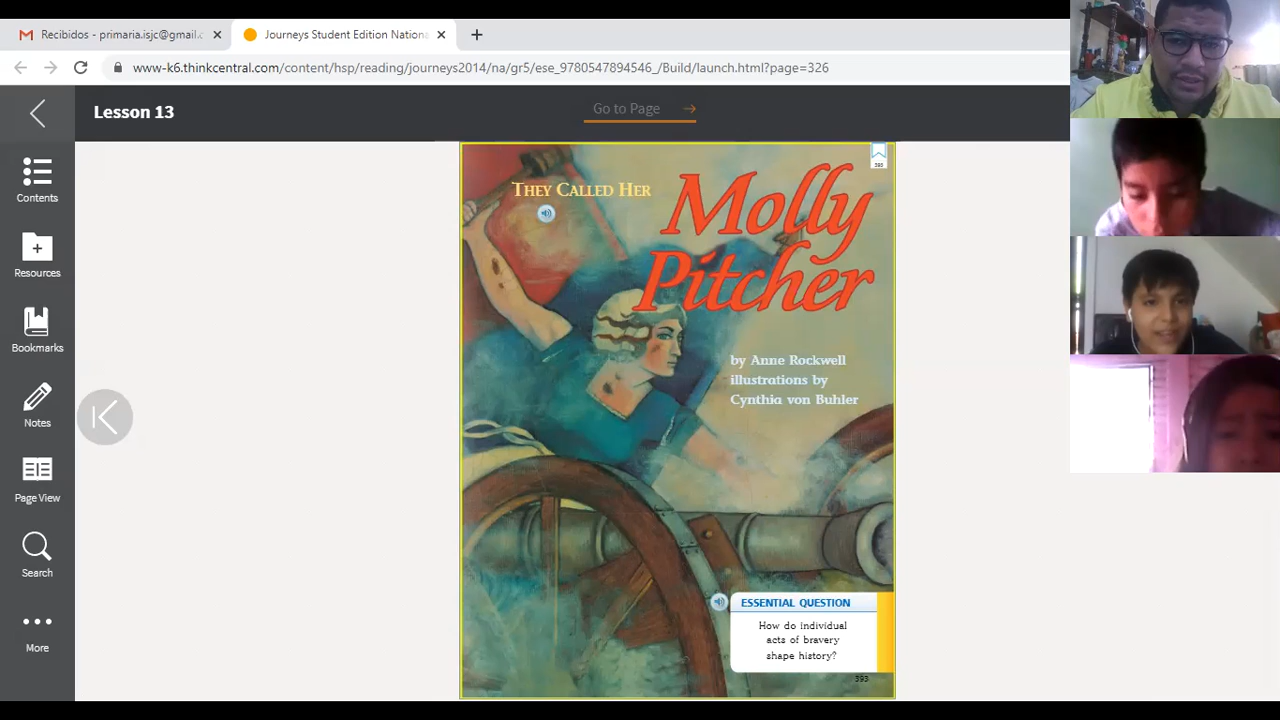 Recibidos - primaria.isjc@gmail.c
Journeys Student Edition Nationa
www-k6.thinkcentral.com/content/hsp/reading/journeys2014/na/gr5/ese_9780547894546_/Build/launch.html?page=326
Lesson 13
Go to Page
Contents
Resources
Bookmarks
Notes
Page View
Search
More
393
THEY CALLED HER
Molly
Pitcher
by Anne Rockwell
illustrations by
Cynthia von Buhler
ESSENTIAL QUESTION
How do individual
acts of bravery
shape history?
393